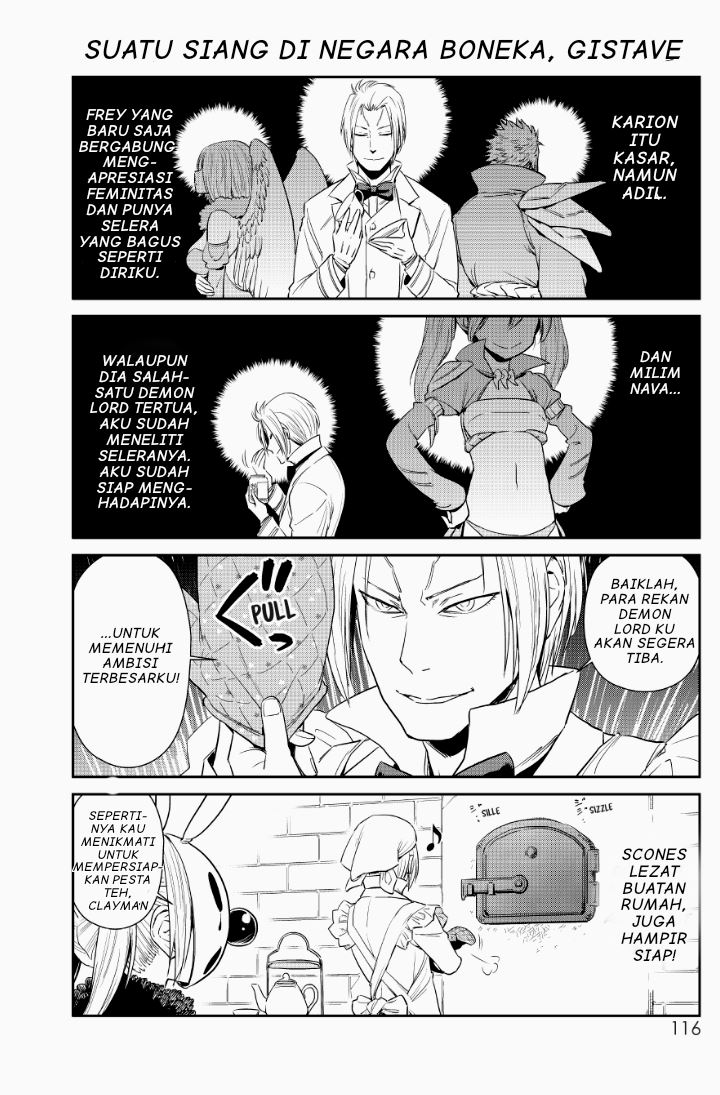 SUATU SIANG DI NEGARA BONEKA, GISTAVE
KARION
ITU
KASAR,
NAMUN
ADIL.
FREY YANG
BARU SAJA
BERGABUNG
MENG-
APRESIASI
FEMINITAS
DAN PUNYA
SELERA
YANG BAGUS
SEPERTI
DIRIKU.
DAN
MILIM
NAVA...
WALAUPUN
DIA SALAH-
SATU DEMON
LORD TERTUA,
AKU SUDAH
MENELITI
SELERANYA.
AKU SUDAH
SIAP MENG-
HADAPINYA.
BAIKLAH,
PARA REKAN
DEMON
LORD KU
AKAN SEGERA
TIBA.
ぐっ
PULL
...UNTUK
MEMENUHI
AMBISI
TERBESARKU!
SIZZLE
SILLE
SCONES
LEZAT
BUATAN
RUMAH,
JUGA
HAMPIR
SIAP!
SEPERTI-
NYA KAU
MENIKMATI
UNTUK
MEMPERSIAP-
KAN PESTA
TEH,
CLAYMAN
116